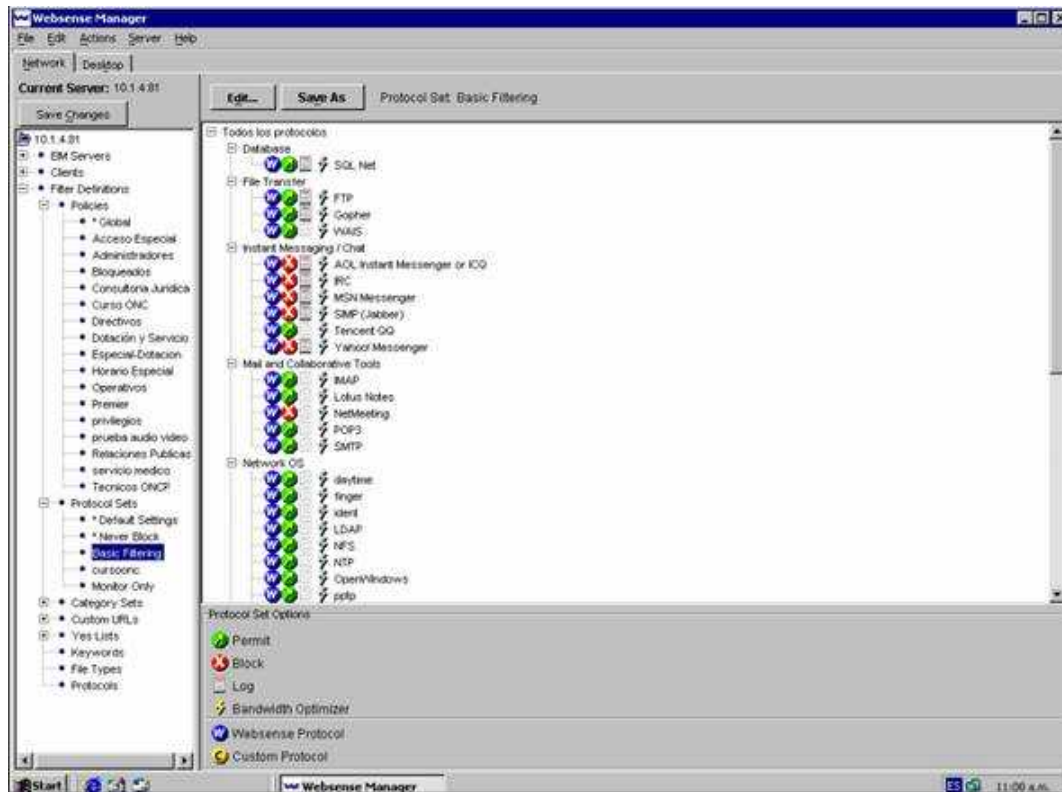 Websense Manager
File Edit Actions Server Help
Network Desktop
Current Server: 10.1.4.81
Save Changes
Edit... Save As Protocol Set: Basic Filtering
10.1.4.81
EIM Servers
Clients
Filter Definitions
Policies
* Global
Acceso Especial
Administradores
Bloqueados
Consultoria Juridica
Curso ONC
Directivos
Dotación y Servicio
Especial-Dotacion
Horario Especial
Operativos
Premier
privilegios
prueba audio video
Relaciones Publicas
servicio medico
Tecnicos ONCP
Protocol Sets
* Default Settings
* Never Block
Basic Filtering
cursoonc
Monitor Only
Category Sets
Custom URLs
Yes Lists
Keywords
File Types
Protocols
Todos los protocolos
Database
SQL Net
File Transfer
FTP
Gopher
WAIS
Instant Messaging / Chat
AOL Instant Messenger or ICQ
IRC
MSN Messenger
SIMP (Jabber)
Tencent QQ
Yahoo! Messenger
Mail and Collaborative Tools
IMAP
Lotus Notes
NetMeeting
POP3
SMTP
Network OS
daytime
finger
ident
LDAP
NFS
NTP
OpenWindows
pptp
Protocol Set Options
Permit
Block
Log
Bandwidth Optimizer
Websense Protocol
Custom Protocol
Start Websense Manager ES 11:00 a.m.